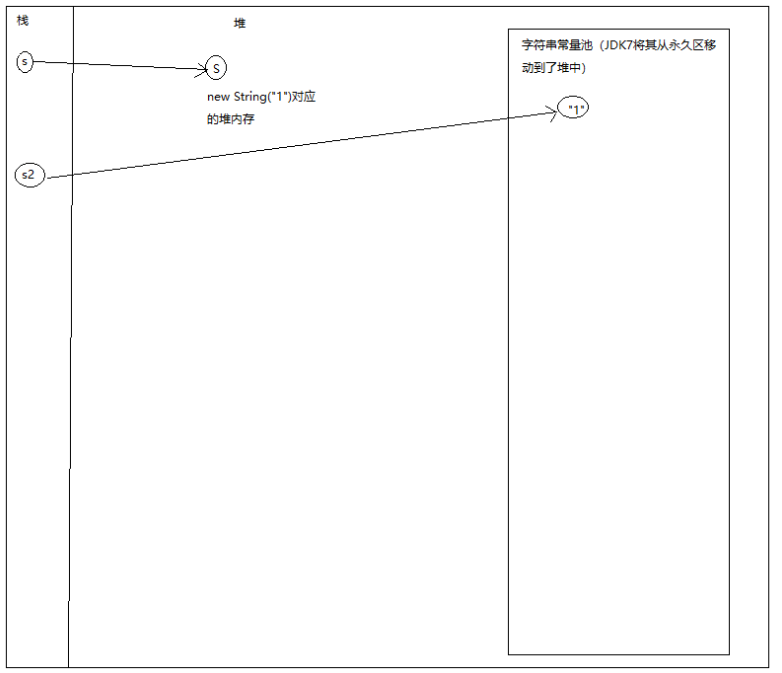 栈
堆
字符串常量池（JDK7将其从永久区移
动到了堆中）
s
S
"1"
new String("1")对应
的堆内存
s2